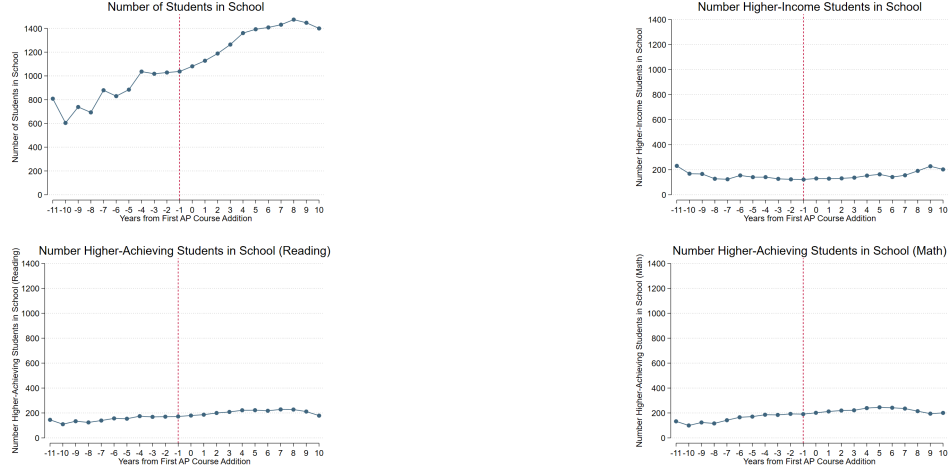 Number of Students in School
Number of Students in School
1400
1200
1000
800
600
400
200
0
-11 -10 -9 -8 -7 -6 -5 -4 -3 -2 -1 0 1 2 3 4 5 6 7 8 9 10
Years from First AP Course Addition
Number Higher-Income Students in School
Number Higher-Income Students in School
1400
1200
1000
800
600
400
200
0
-11 -10 -9 -8 -7 -6 -5 -4 -3 -2 -1 0 1 2 3 4 5 6 7 8 9 10
Years from First AP Course Addition
Number Higher-Achieving Students in School (Reading)
Number Higher-Achieving Students in School (Reading)
1400
1200
1000
800
600
400
200
0
-11 -10 -9 -8 -7 -6 -5 -4 -3 -2 -1 0 1 2 3 4 5 6 7 8 9 10
Years from First AP Course Addition
Number Higher-Achieving Students in School (Math)
Number Higher-Achieving Students in School (Math)
1400
1200
1000
800
600
400
200
0
-11 -10 -9 -8 -7 -6 -5 -4 -3 -2 -1 0 1 2 3 4 5 6 7 8 9 10
Years from First AP Course Addition